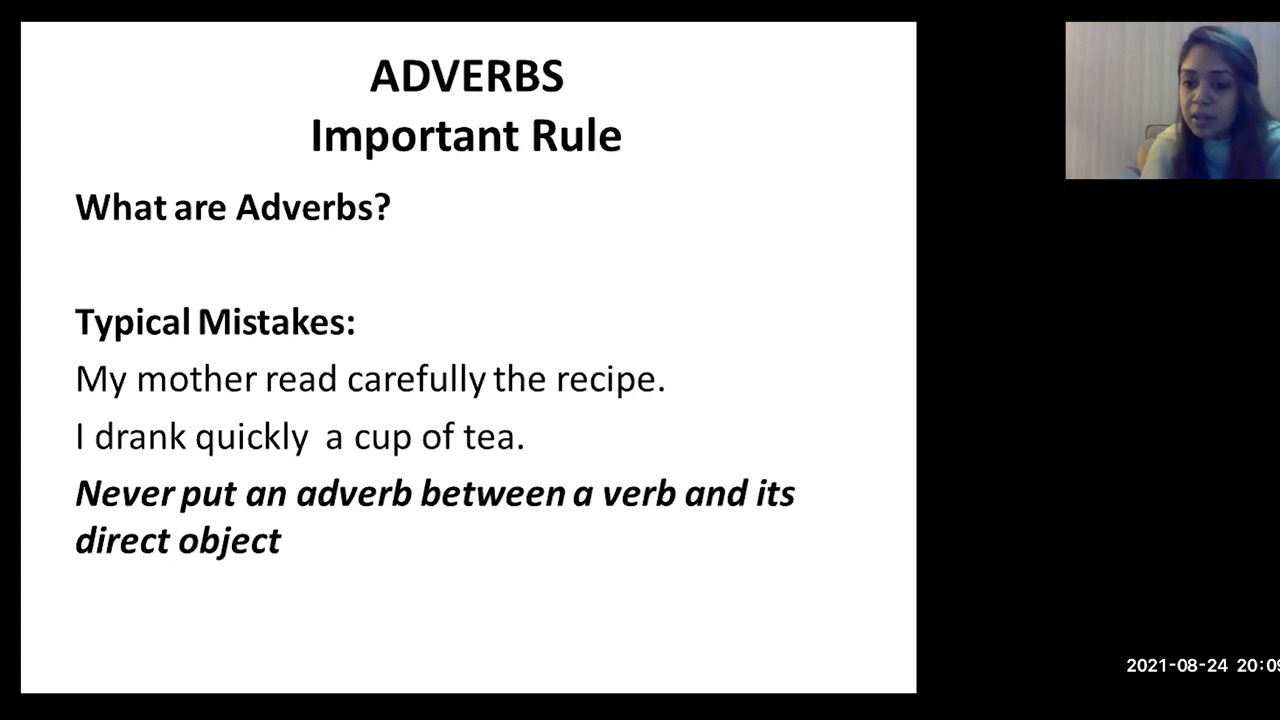 ADVERBS
Important Rule
What are Adverbs?
Typical Mistakes:
My mother read carefully the recipe.
I drank quickly  a cup of tea.
Never put an adverb between a verb and its
direct object
2021-08-24 20:09